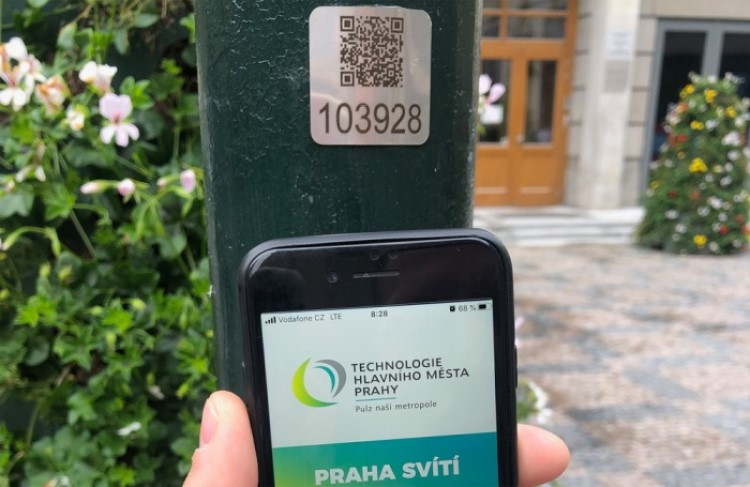 103928
Vodafone CZ LTE 8:28 68 %
TECHNOLOGIE
HLAVNÍHO MĚSTA
PRAHY
Pulz naší metropole
PRAHA SVÍTÍ